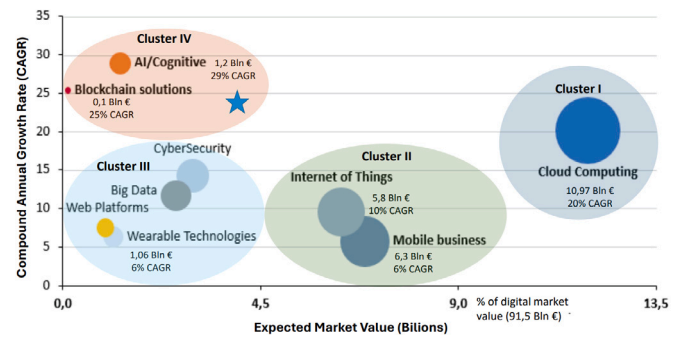 35
30
25
20
15
10
5
0
Compound Annual Growth Rate (CAGR)
Cluster IV
AI/Cognitive
1,2 Bln €
29% CAGR
Blockchain solutions
0,1 Bln €
25% CAGR
Cluster I
Cloud Computing
10,97 Bln €
20% CAGR
CyberSecurity
Cluster III
Big Data
Web Platforms
Wearable Technologies
1,06 Bln €
6% CAGR
Cluster II
Internet of Things
5,8 Bln €
10% CAGR
Mobile business
6,3 Bln €
6% CAGR
0,0
4,5
9,0
% of digital market
value (91,5 Bln €)
13,5
Expected Market Value (Bilions)